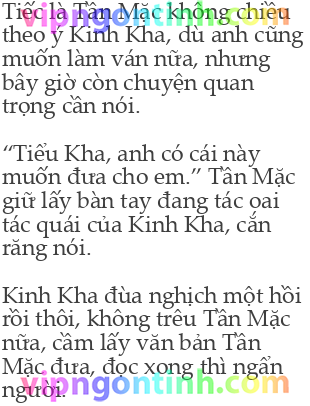 Tiếc là Tần Mặc không chiều
theo ý Kinh Kha, dù anh cũng
muốn làm ván nữa, nhưng
bây giờ còn chuyện quan
trọng cần nói.
“Tiểu Kha, anh có cái này
muốn đưa cho em.” Tần Mặc
giữ lấy bàn tay đang tác oai
tác quái của Kinh Kha, cắn
răng nói.
Kinh Kha đùa nghịch một hồi
rồi thôi, không trêu Tần Mặc
nữa, cầm lấy văn bản Tần
Mặc đưa, đọc xong thì ngẩn
người.
vipngontinh.com
vipngontinh.com